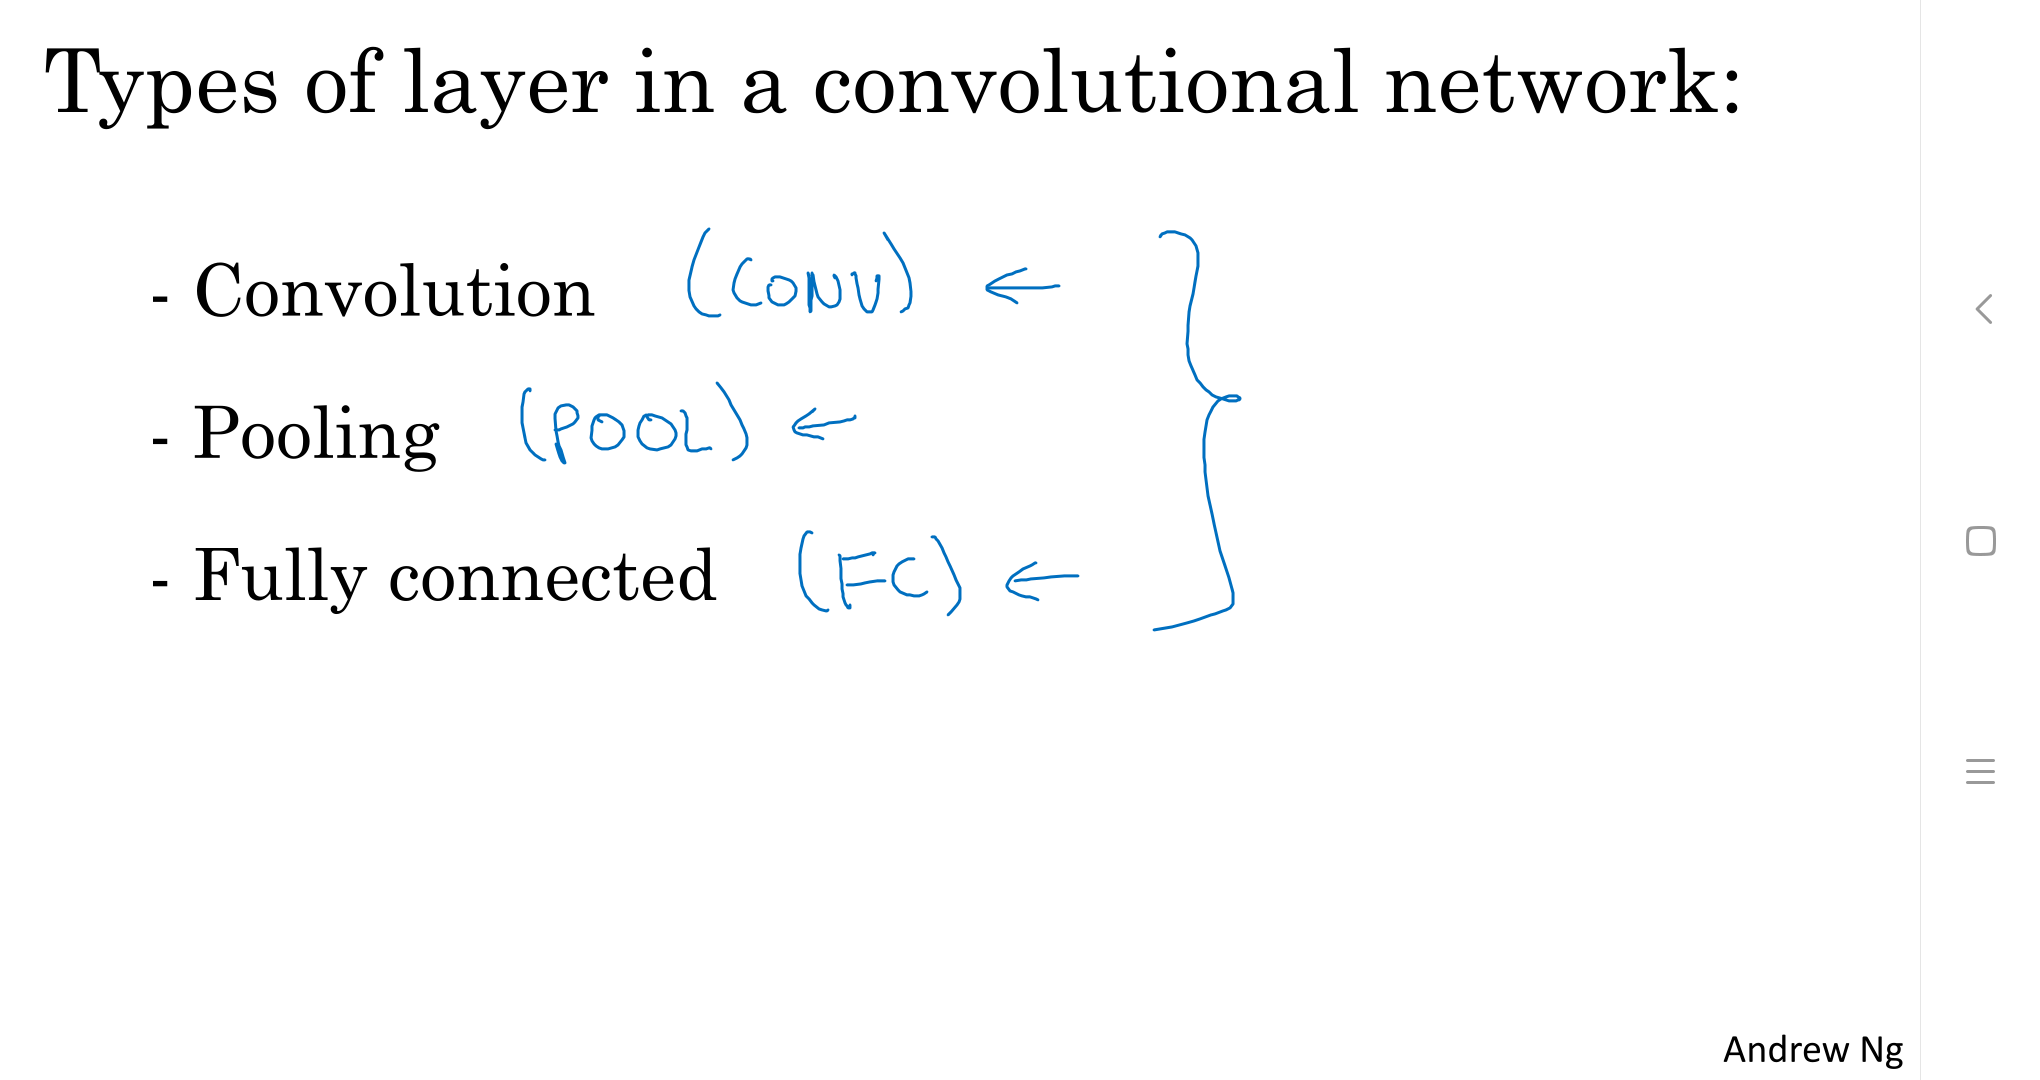 Types of layer in a convolutional network:
- Convolution (CONV) ←
- Pooling (POOL) ←
- Fully connected (FC) ←
Andrew Ng